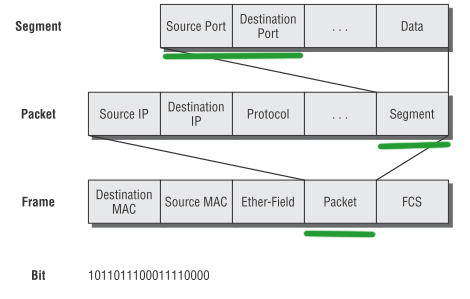 Segment
Source Port
Destination
Port
. . .
Data
Packet
Source IP
Destination
IP
Protocol
. . .
Segment
Frame
Destination
MAC
Source MAC
Ether-Field
Packet
FCS
Bit
1011011100011110000